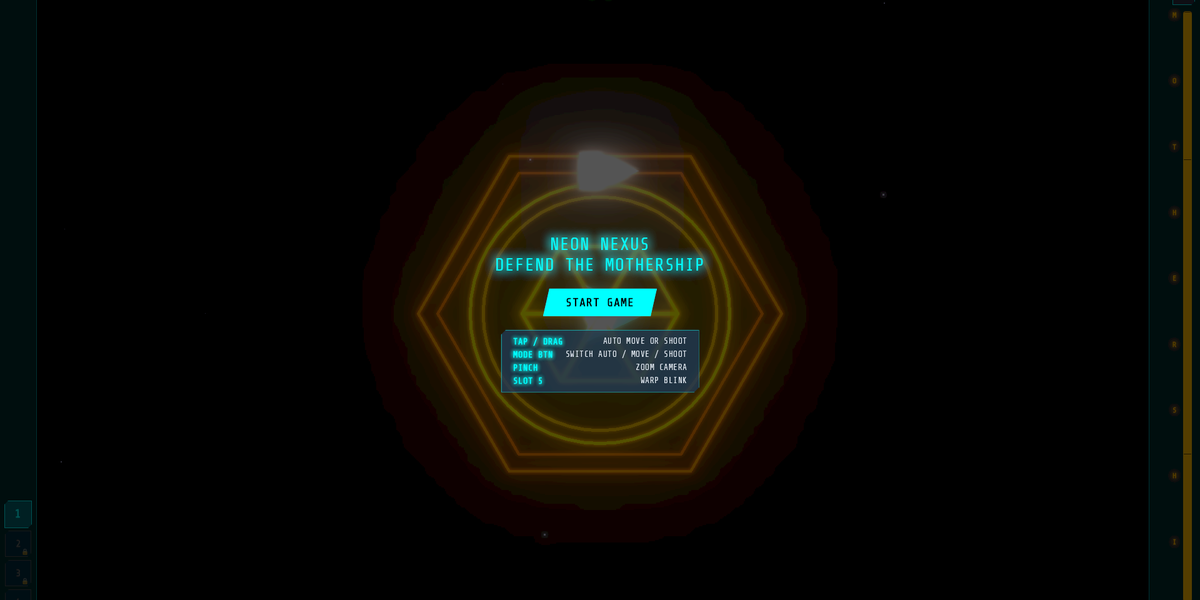 NEON NEXUS
DEFEND THE MOTHERSHIP
START GAME
TAP / DRAG AUTO MOVE OR SHOOT
MODE BTN SWITCH AUTO / MOVE / SHOOT
PINCH ZOOM CAMERA
SLOT 5 WARP BLINK
1
2
3
M
O
T
H
E
R
S
H
I